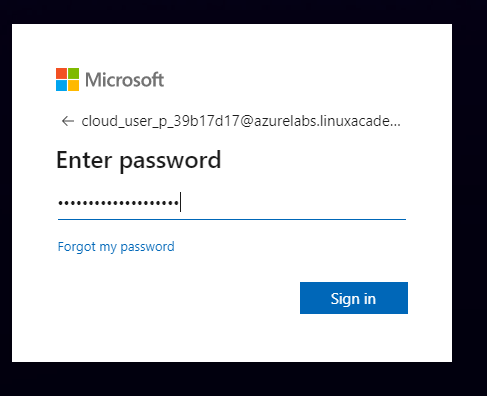 Microsoft
← cloud_user_p_39b17d17@azurelabs.linuxacade...
Enter password
••••••••••••••••••••
Forgot my password
Sign in